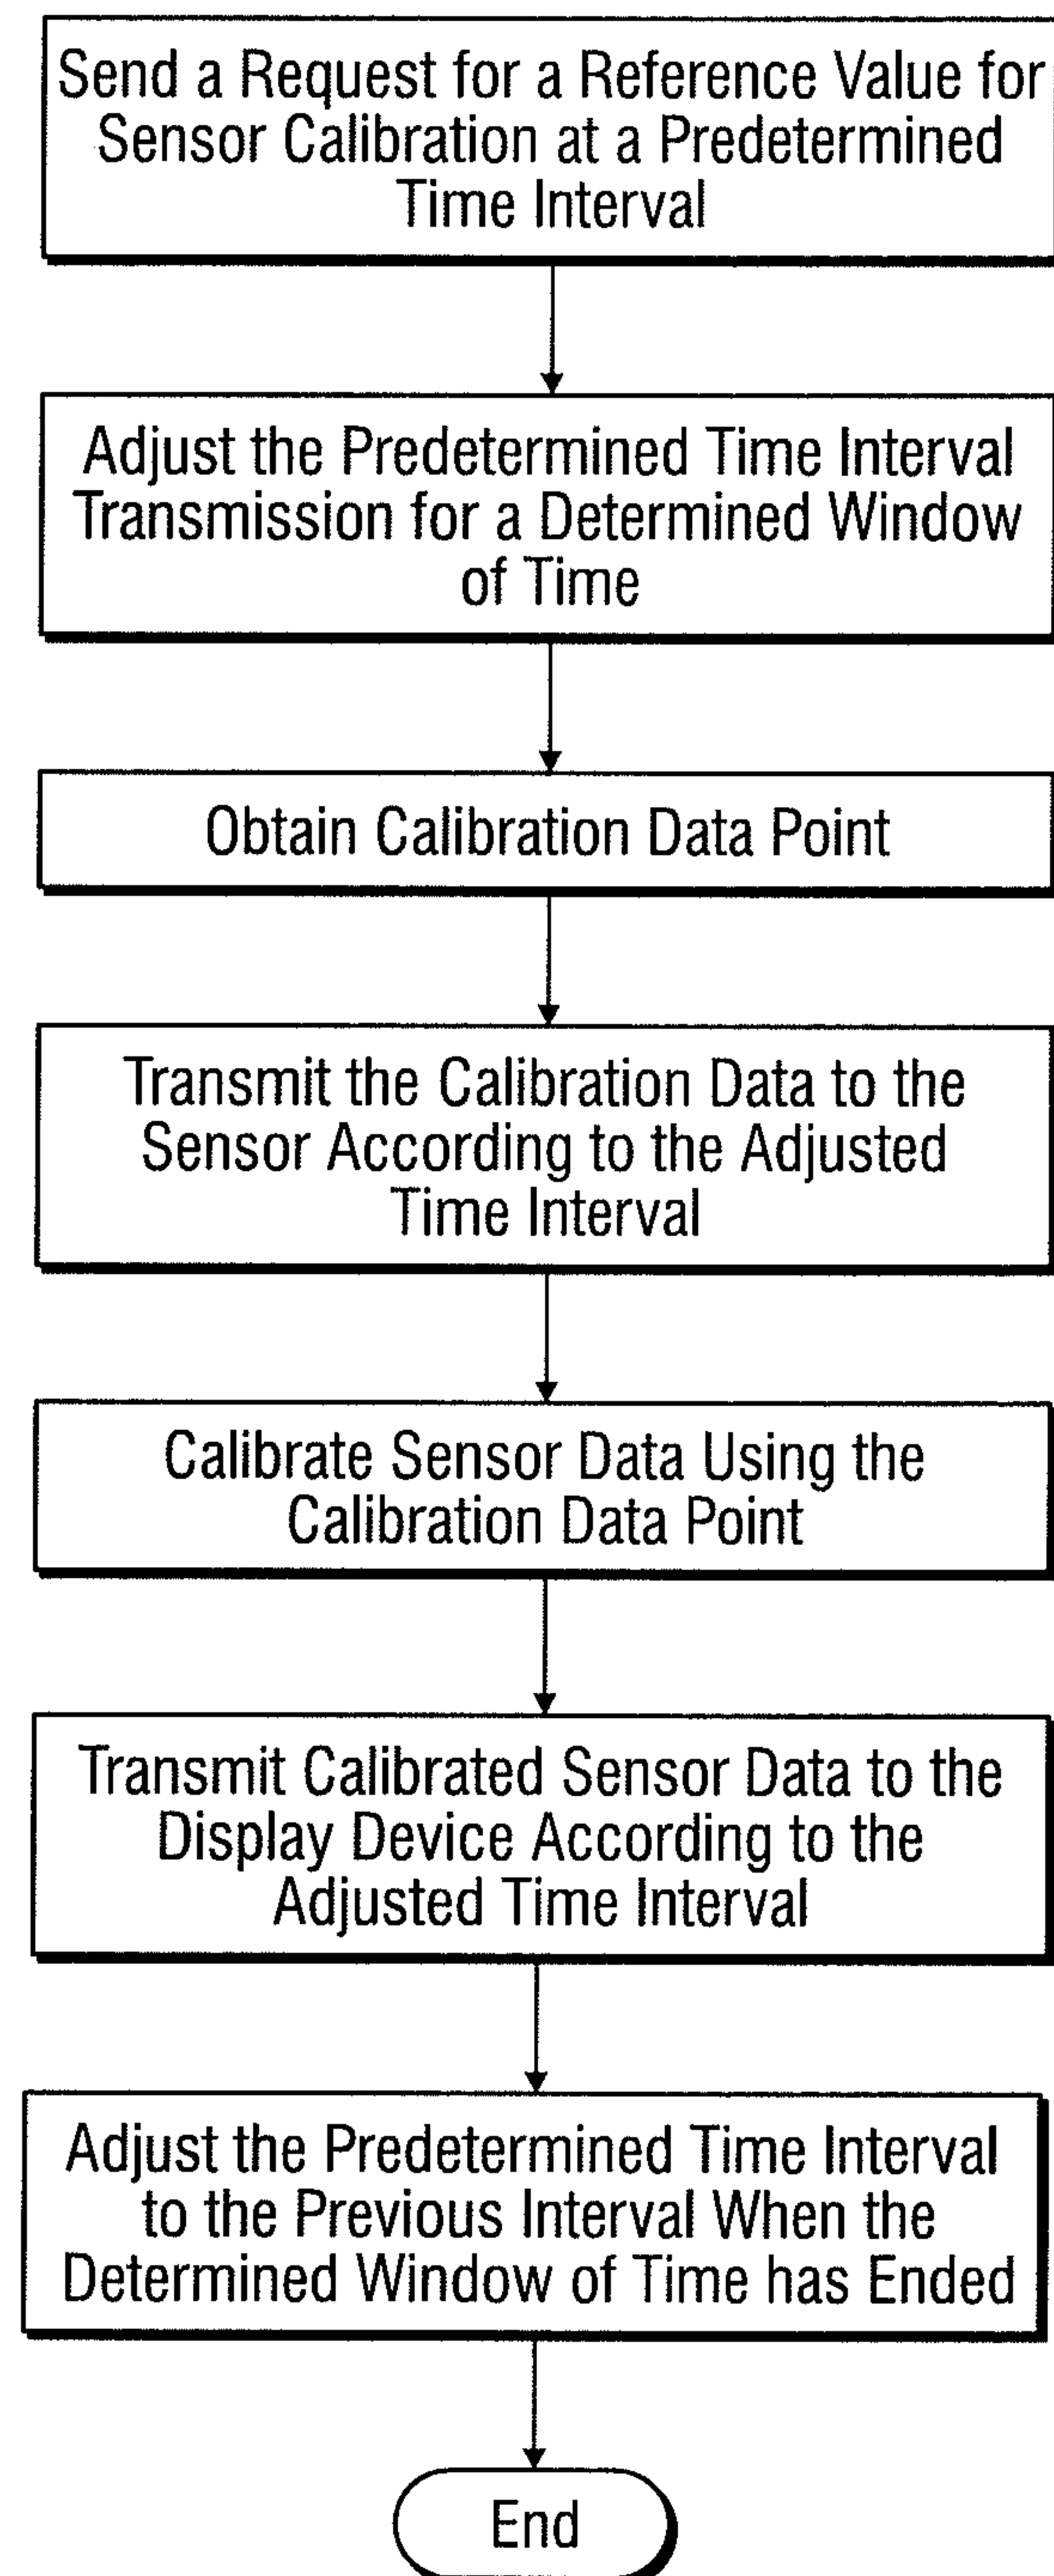 Send a Request for a Reference Value for
Sensor Calibration at a Predetermined
Time Interval
Adjust the Predetermined Time Interval
Transmission for a Determined Window
of Time
Obtain Calibration Data Point
Transmit the Calibration Data to the
Sensor According to the Adjusted
Time Interval
Calibrate Sensor Data Using the
Calibration Data Point
Transmit Calibrated Sensor Data to the
Display Device According to the
Adjusted Time Interval
Adjust the Predetermined Time Interval
to the Previous Interval When the
Determined Window of Time has Ended
End